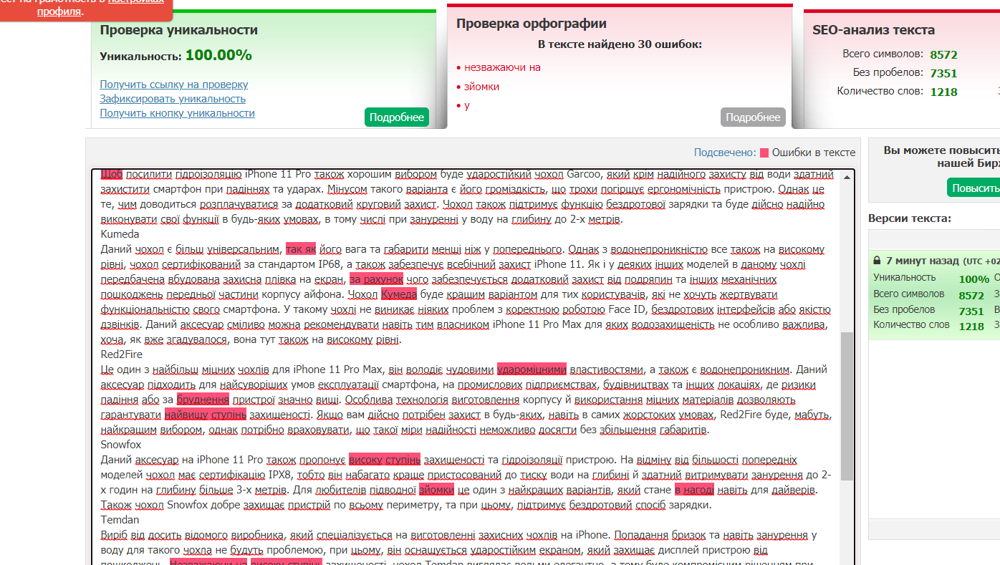 сет на грамотность в настройках
профиля.
Проверка уникальности
Уникальность: 100.00%
Получить ссылку на проверку
Зафиксировать уникальность
Получить кнопку уникальности
Подробнее
Проверка орфографии
В тексте найдено 30 ошибок:
• незважаючи на
• зйомки
• у
Подробнее
SEO-анализ текста
Всего символов: 8572
Без пробелов: 7351
Количество слов: 1218
Подсвечено: Ошибки в тексте
Щоб посилити гідроізоляцію iPhone 11 Pro також хорошим вибором буде ударостійкий чохол Garcoo, який крім надійного захисту від води здатний
захистити смартфон при падіннях та ударах. Мінусом такого варіанта є його громіздкість, що трохи погіршує ергономічність пристрою. Однак це
те, чим доводиться розплачуватися за додатковий круговий захист. Чохол також підтримує функцію бездротової зарядки та буде дійсно надійно
виконувати свої функції в будь-яких умовах, в тому числі при зануренні у воду на глибину до 2-х метрів.
Kumeda
Даний чохол є більш універсальним, так як його вага та габарити менші ніж у попереднього. Однак з водонепроникністю все також на високому
рівні, чохол сертифікований за стандартом IP68, а також забезпечує всебічний захист iPhone 11. Як і у деяких інших моделей в даному чохлі
передбачена вбудована захисна плівка на екран, за рахунок чого забезпечується додатковий захист від подряпин та інших механічних
пошкоджень передньої частини корпусу айфона. Чохол Кумеда буде кращим варіантом для тих користувачів, які не хочуть жертвувати
функціональністю свого смартфона. У такому чохлі не виникає ніяких проблем з коректною роботою Face ID, бездротових інтерфейсів або якістю
дзвінків. Даний аксесуар сміливо можна рекомендувати навіть тим власником iPhone 11 Pro Max для яких водозахищеність не особливо важлива,
хоча, як вже згадувалося, вона тут також на високому рівні.
Red2Fire
Це один з найбільш міцних чохлів для iPhone 11 Pro Max, він володіє чудовими удароміцними властивостями, а також є водонепроникним. Даний
аксесуар підходить для найсуворіших умов експлуатації смартфона, на промислових підприємствах, будівництвах та інших локаціях, де ризики
падіння або за бруднення пристрої значно вищі. Особлива технологія виготовлення корпусу й використання міцних матеріалів дозволяють
гарантувати найвищу ступінь захищеності. Якщо вам дійсно потрібен захист в будь-яких, навіть в самих жорстоких умовах, Red2Fire буде, мабуть,
найкращим вибором, однак потрібно враховувати, що такої міри надійності неможливо досягти без збільшення габаритів.
Snowfox
Даний аксесуар на iPhone 11 Pro також пропонує високу ступінь захищеності та гідроізоляції пристрою. На відміну від більшості попередніх
моделей чохол має сертифікацію IPX8, тобто він набагато краще пристосований до тиску води на глибині й здатний витримувати занурення до 2-
х годин на глибину більше 3-х метрів. Для любителів підводної зйомки це один з найкращих варіантів, який стане в нагоді навіть для дайверів.
Також чохол Snowfox добре захищає пристрій по всьому периметру, та при цьому, підтримує бездротовий спосіб зарядки.
Temdan
Виріб від досить відомого виробника, який спеціалізується на виготовленні захисних чохлів на iPhone. Попадання бризок та навіть занурення у
воду для такого чохла не будуть проблемою, при цьому, він оснащується ударостійким екраном, який захищає дисплей пристрою від
пошкоджень. Незважаючи на високу ступінь захищеності, чохол Temdan виглядає вельми елегантно, а тому буде компромісним рішенням при
Вы можете повысить
нашей Бирж
Повысить
Версии текста:
7 минут назад (UTC +02
Уникальность 100%
Всего символов 8572
Без пробелов 7351
Количество слов 1218